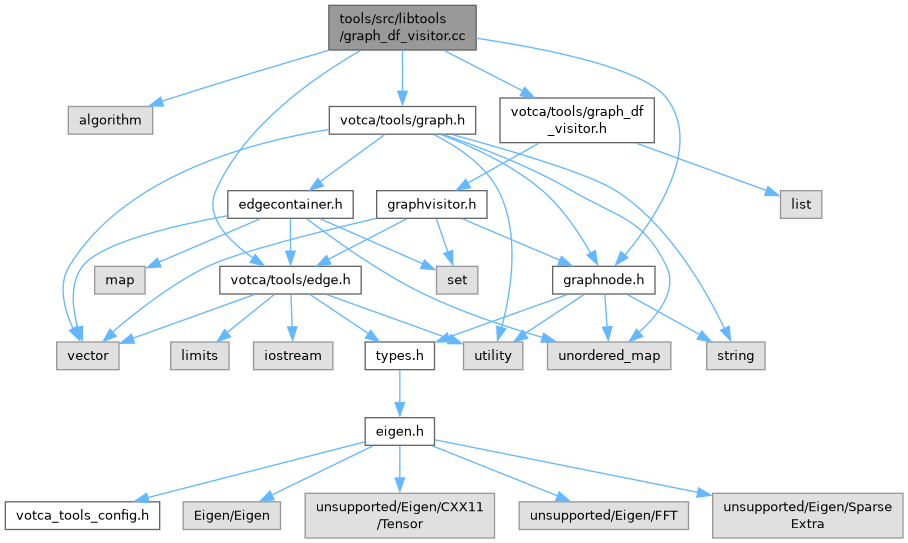 tools/src/libtools
/graph_df_visitor.cc
algorithm
votca/tools/graph.h
votca/tools/graph_df
_visitor.h
edgecontainer.h
graphvisitor.h
list
map
votca/tools/edge.h
set
graphnode.h
vector
limits
iostream
types.h
utility
unordered_map
string
eigen.h
votca_tools_config.h
Eigen/Eigen
unsupported/Eigen/CXX11
/Tensor
unsupported/Eigen/FFT
unsupported/Eigen/Sparse
Extra